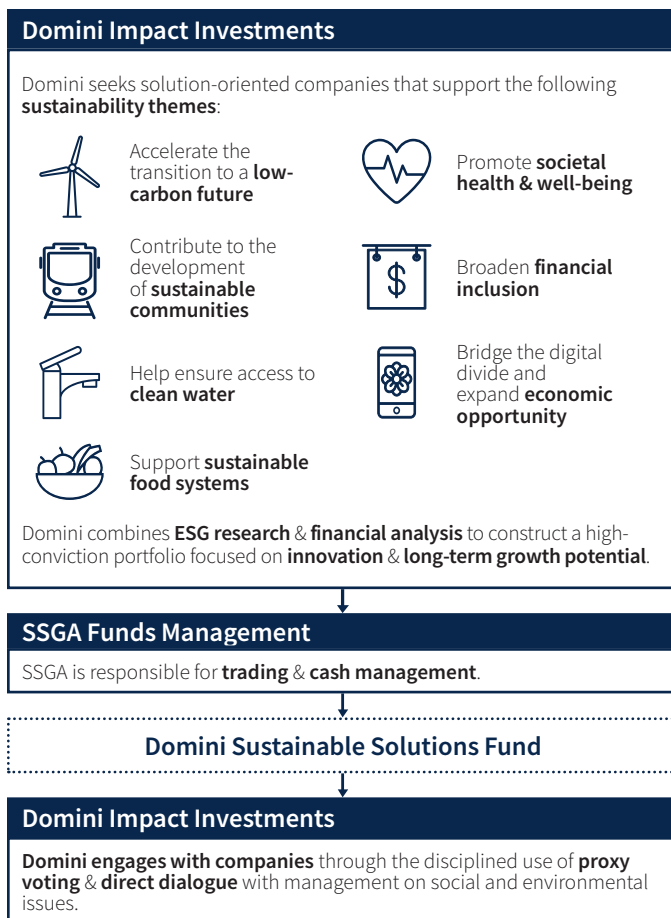 Domini Impact Investments
Domini seeks solution-oriented companies that support the following
sustainability themes:
Accelerate the
transition to a low-
carbon future
Promote societal
health & well-being
Contribute to the
development
of sustainable
communities
Broaden financial
inclusion
Help ensure access to
clean water
Bridge the digital
divide and
expand economic
opportunity
Support sustainable
food systems
Domini combines ESG research & financial analysis to construct a high-
conviction portfolio focused on innovation & long-term growth potential.
SSGA Funds Management
SSGA is responsible for trading & cash management.
Domini Sustainable Solutions Fund
Domini Impact Investments
Domini engages with companies through the disciplined use of proxy
voting & direct dialogue with management on social and environmental
issues.